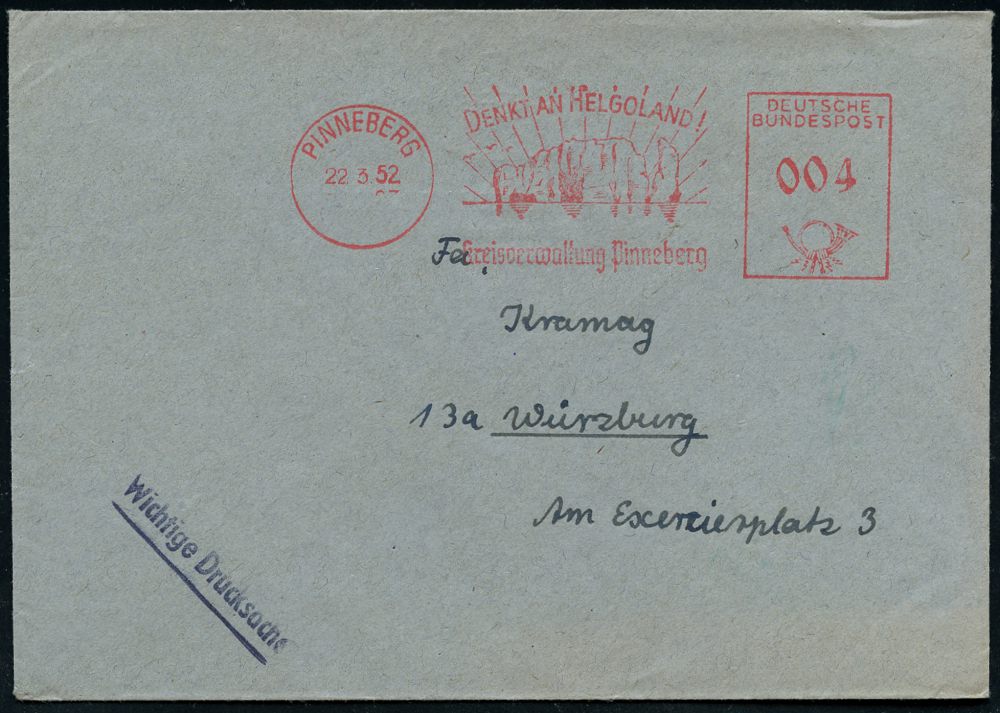 PINNEBERG
22. 3. 52
DENKT AN HELGOLAND!
DEUTSCHE
BUNDESPOST
004
Kreisverwaltung Pinneberg
Fa.
Kramag
13a Würzburg
Am Exerzierplatz 3
Wichtige Drucksache